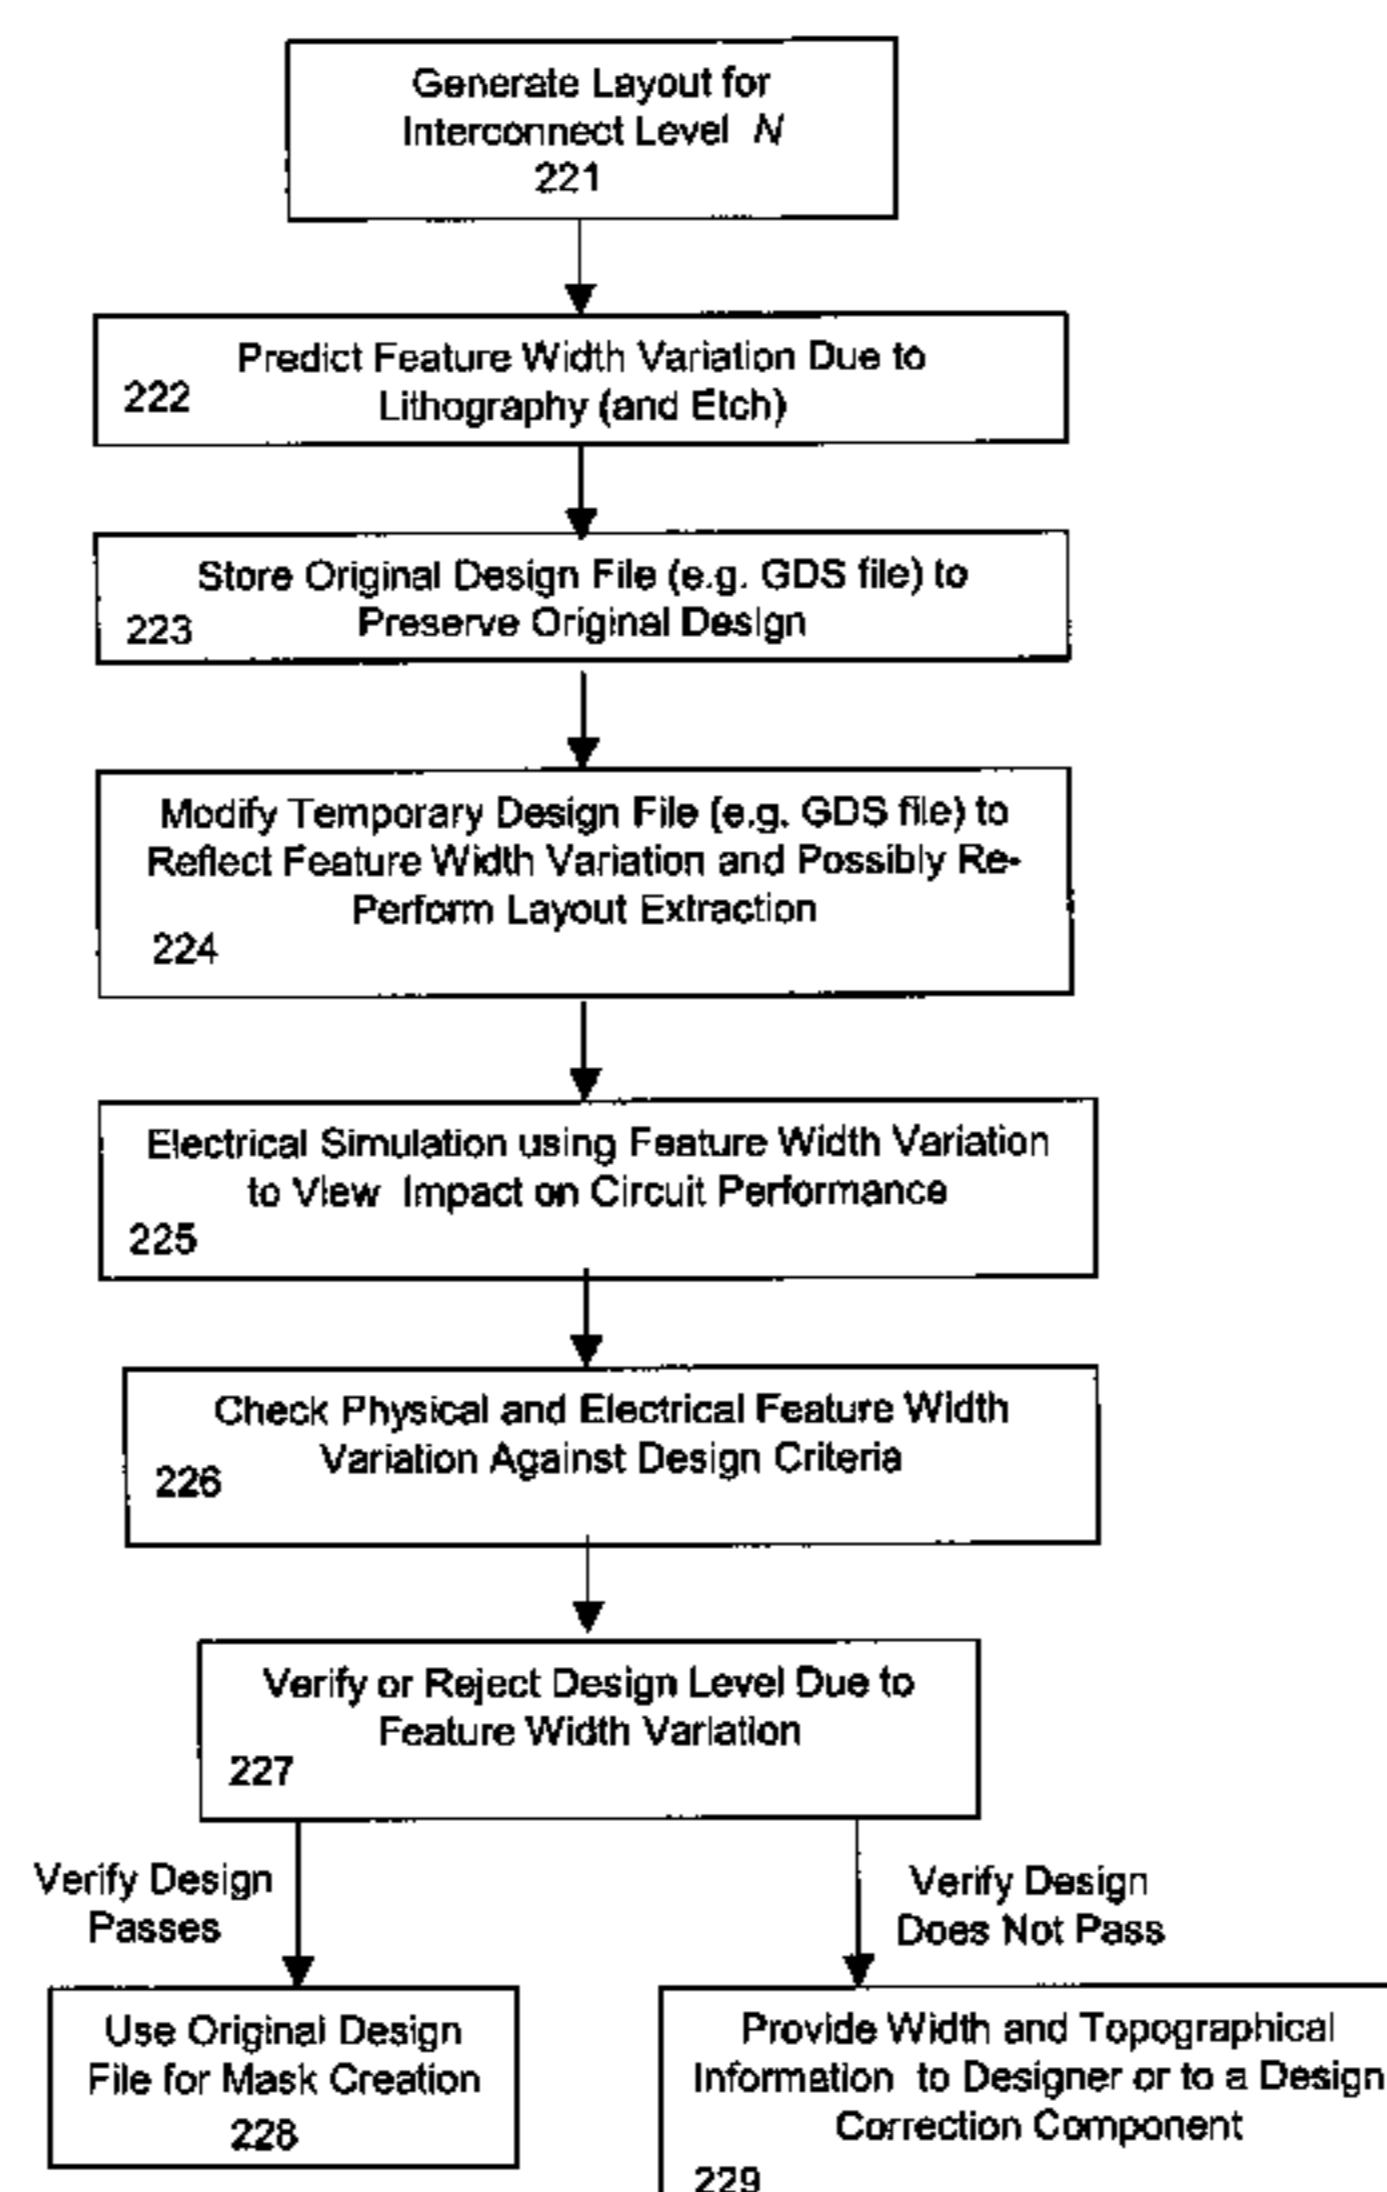 Generate Layout for
Interconnect Level N
221
Predict Feature Width Variation Due to
Lithography (and Etch)
222
Store Original Design File (e.g. GDS file) to
Preserve Original Design
223
Modify Temporary Design File (e.g. GDS file) to
Reflect Feature Width Variation and Possibly Re-
Perform Layout Extraction
224
Electrical Simulation using Feature Width Variation
to View Impact on Circuit Performance
225
Check Physical and Electrical Feature Width
Variation Against Design Criteria
226
Verify or Reject Design Level Due to
Feature Width Variation
227
Verify Design
Passes
Verify Design
Does Not Pass
Use Original Design
File for Mask Creation
228
Provide Width and Topographical
Information to Designer or to a Design
Correction Component
229